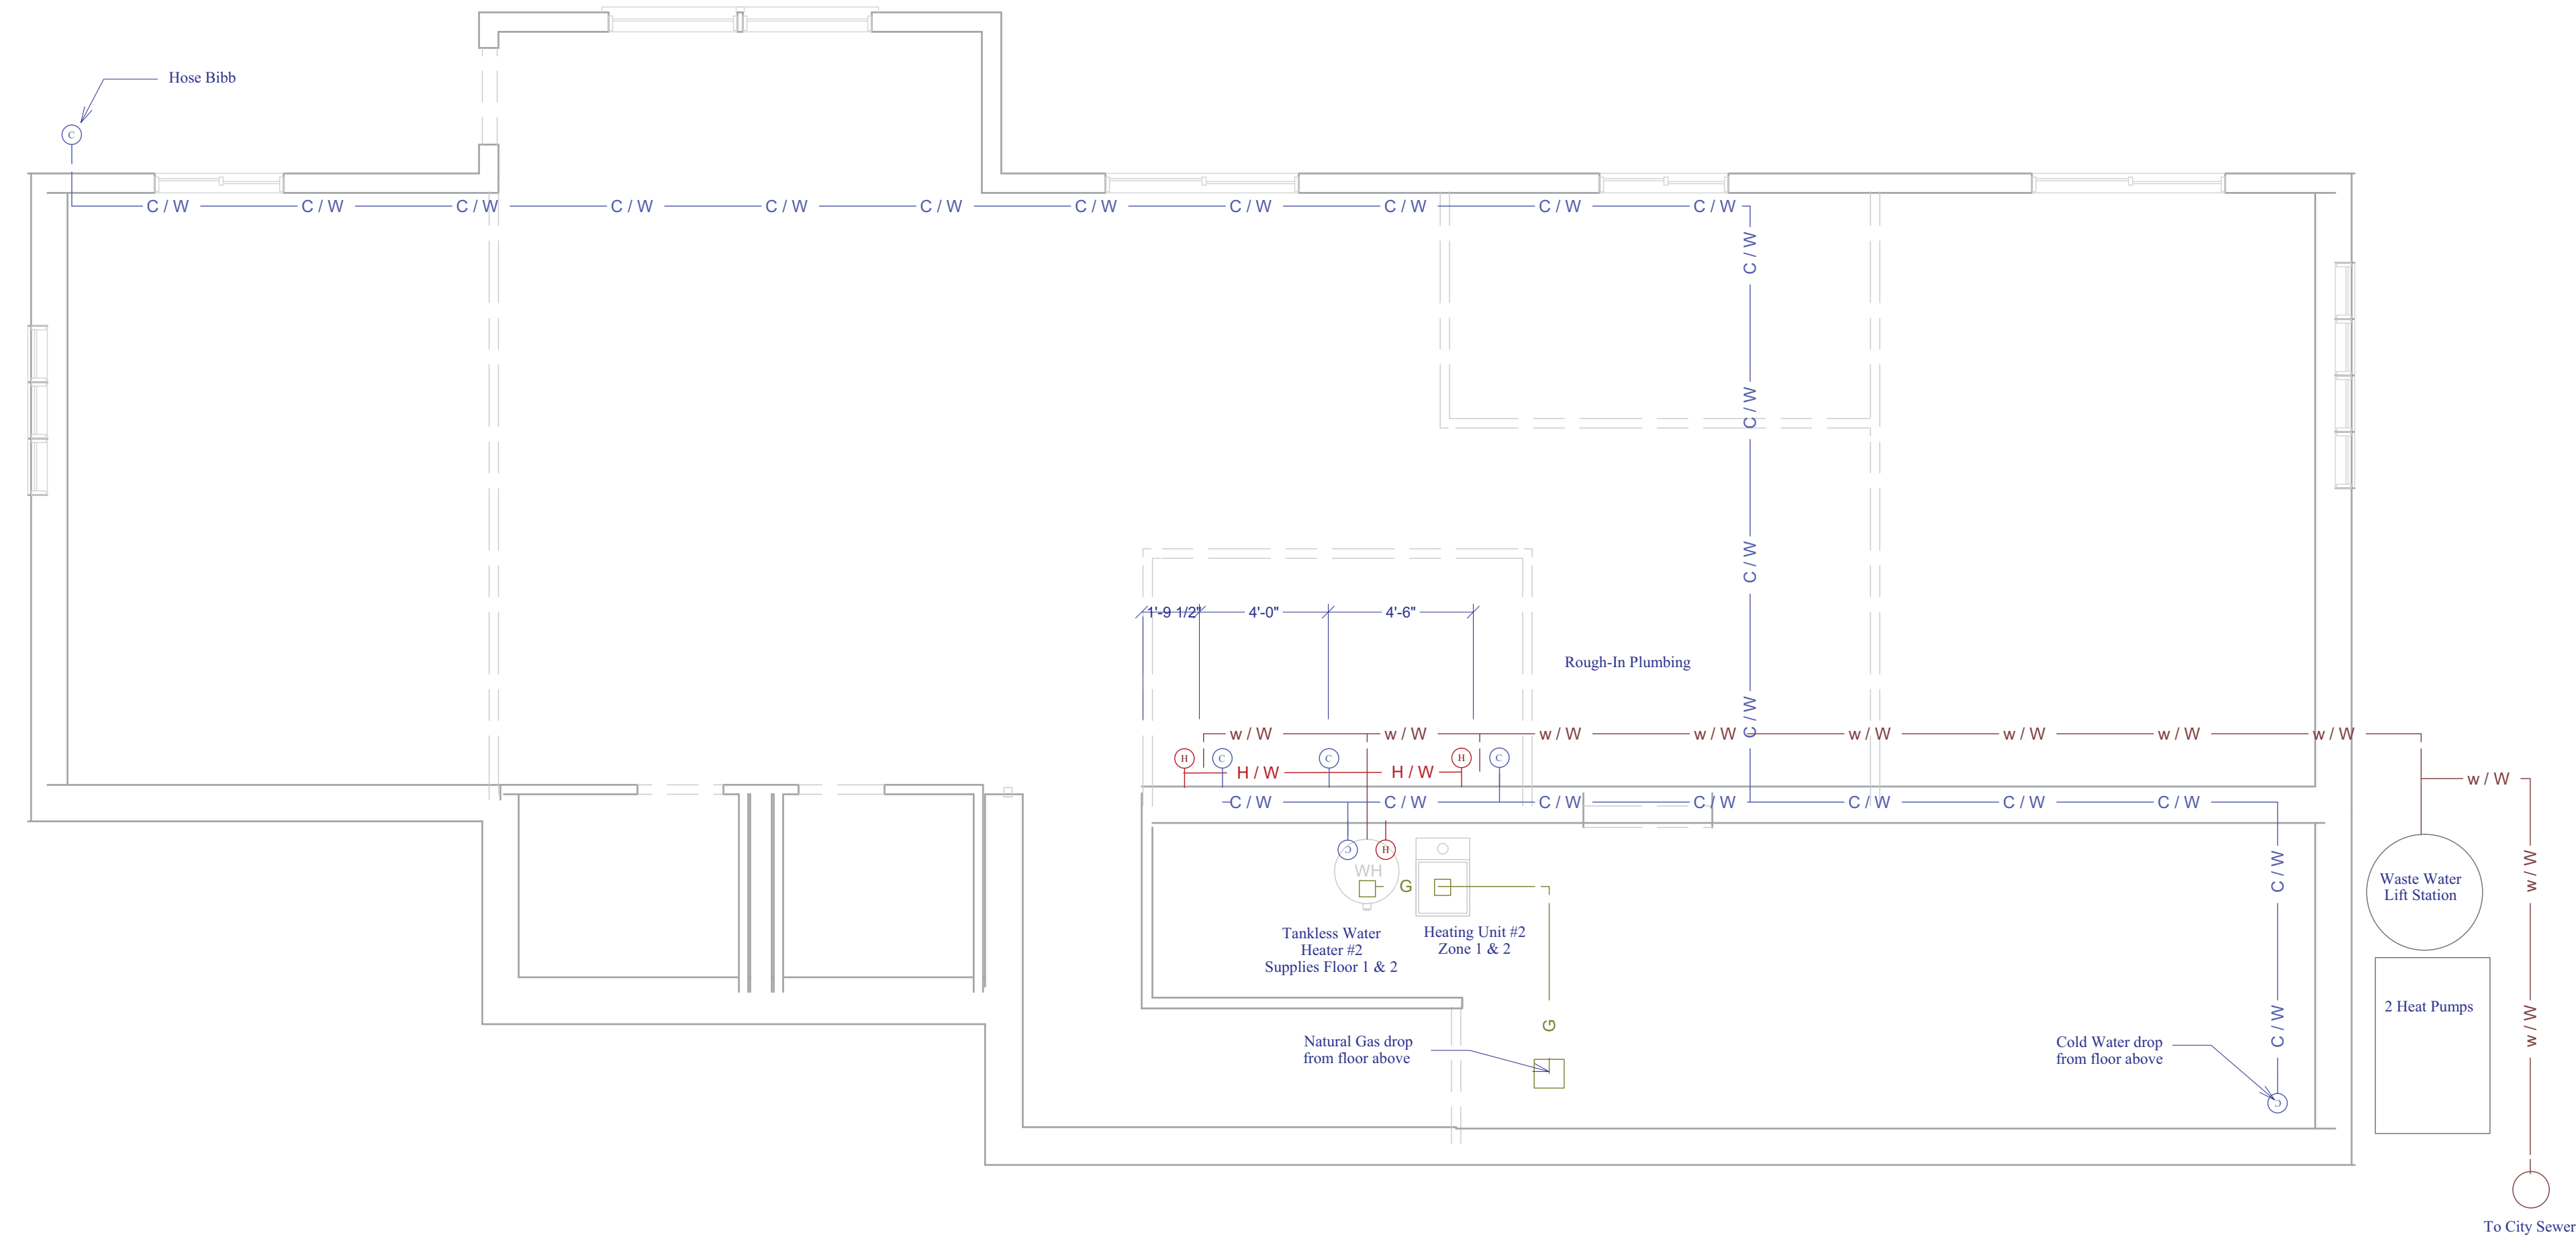 Hose Bibb
C
C / W C / W C / W C / W C / W C / W C / W C / W C / W C / W C / W
C / W
C / W
C / W
C / W
1'-9 1/2" 4'-0" 4'-6"
Rough-In Plumbing
w / W w / W w / W w / W w / W w / W w / W w / W
H C C H C
H / W H / W
w / W
C / W C / W C / W C / W C / W C / W C / W
C H
WH
G
C / W
w / W
Waste Water
Lift Station
Tankless Water
Heater #2
Supplies Floor 1 & 2
Heating Unit #2
Zone 1 & 2
2 Heat Pumps
G
C / W
w / W
Natural Gas drop
from floor above
Cold Water drop
from floor above
C
To City Sewer